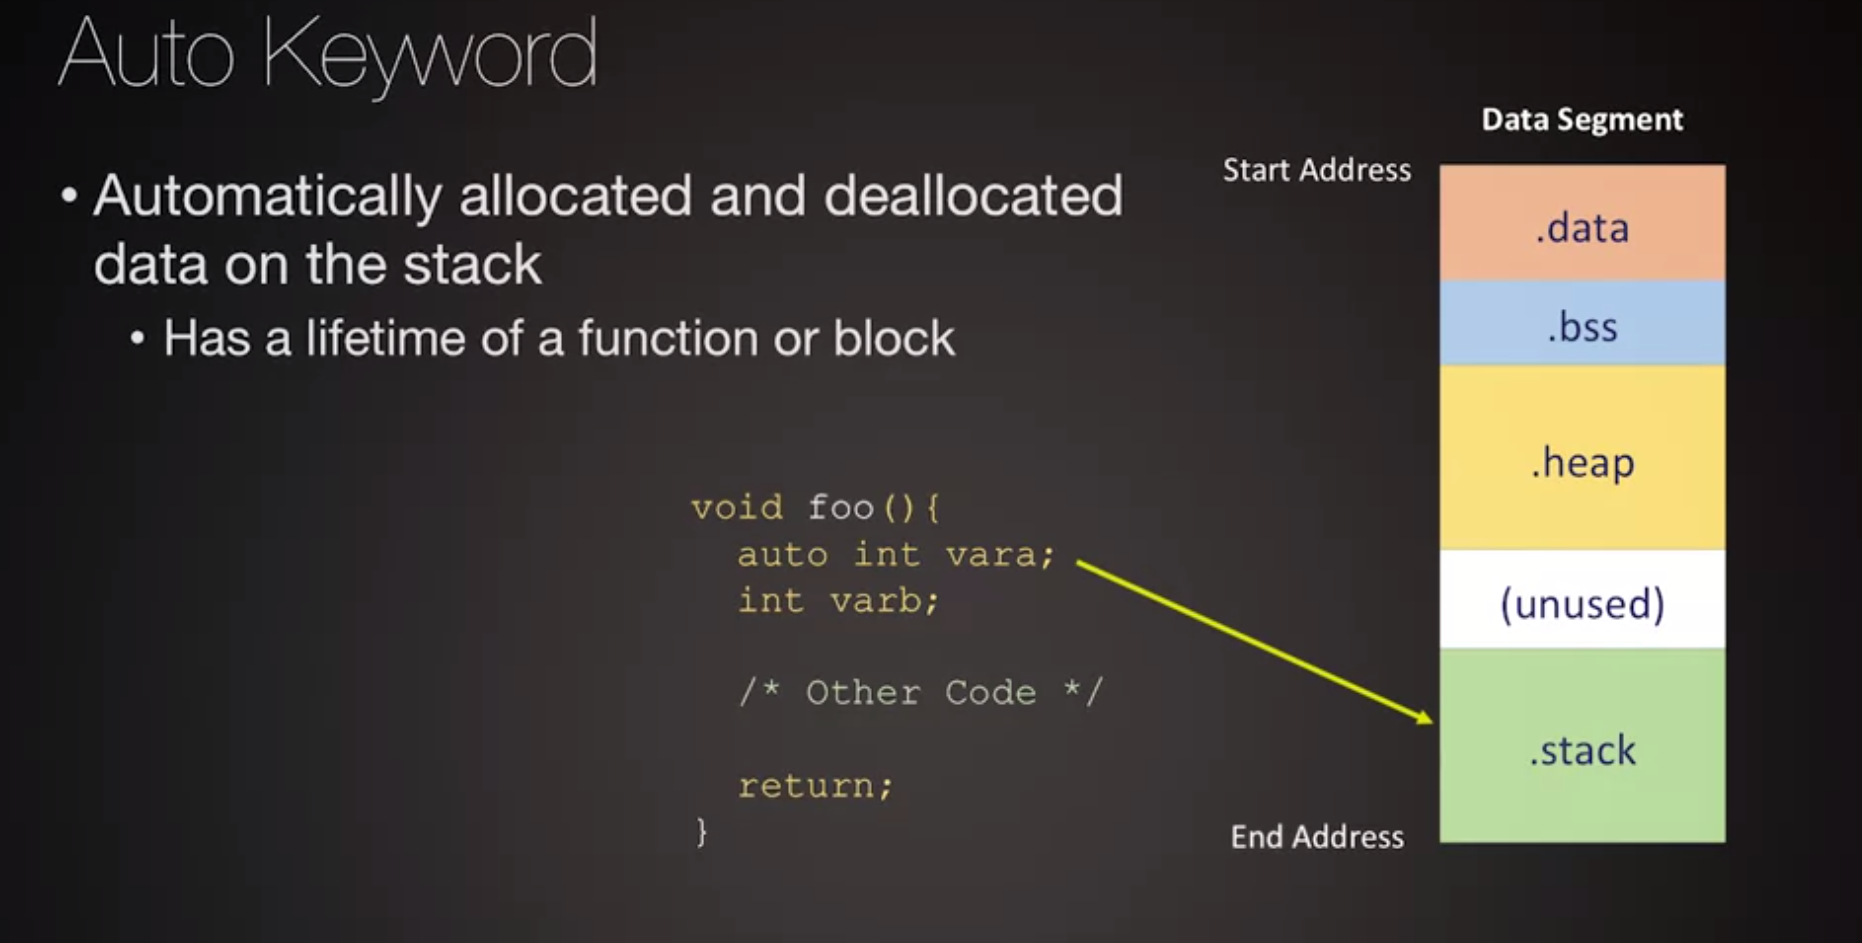 Auto Keyword
• Automatically allocated and deallocated
data on the stack
• Has a lifetime of a function or block
void foo(){
auto int vara;
int varb;
/* Other Code */
return;
}
Data Segment
Start Address
.data
.bss
.heap
(unused)
.stack
End Address